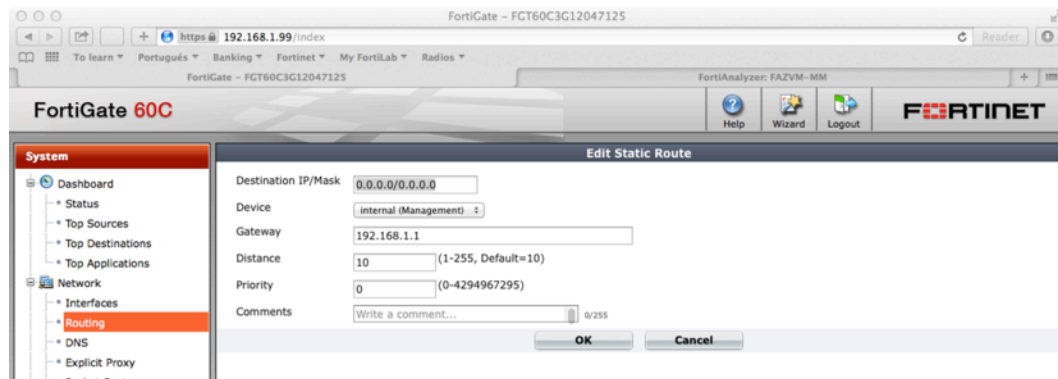 FortiGate – FGT60C3G12047125
https 192.168.1.99/index
Reader
To learn Português Banking Fortinet My FortiLab Radios
FortiGate – FGT60C3G12047125
FortiAnalyzer: FAZVM-MM
FortiGate 60C
Help
Wizard
Logout
FORTINET
System
Dashboard
Status
Top Sources
Top Destinations
Top Applications
Network
Interfaces
Routing
DNS
Explicit Proxy
Edit Static Route
Destination IP/Mask 0.0.0.0/0.0.0.0
Device internal (Management)
Gateway 192.168.1.1
Distance 10 (1-255, Default=10)
Priority 0 (0-4294967295)
Comments Write a comment... 0/255
OK Cancel